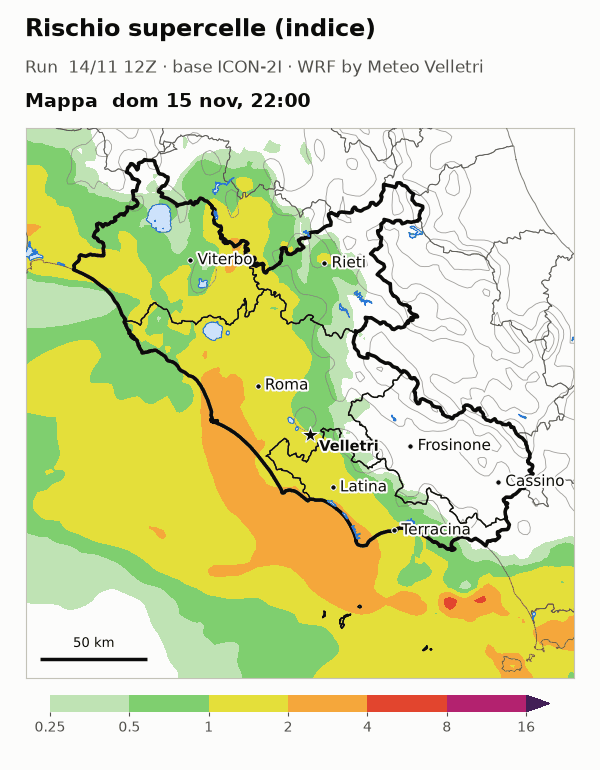 Rischio supercelle (indice)
Run  14/11 12Z · base ICON-2I · WRF by Meteo Velletri
Mappa  dom 15 nov, 22:00
Viterbo
Rieti
Roma
Velletri
Frosinone
Cassino
Latina
Terracina
50 km
0.25 0.5 1 2 4 8 16